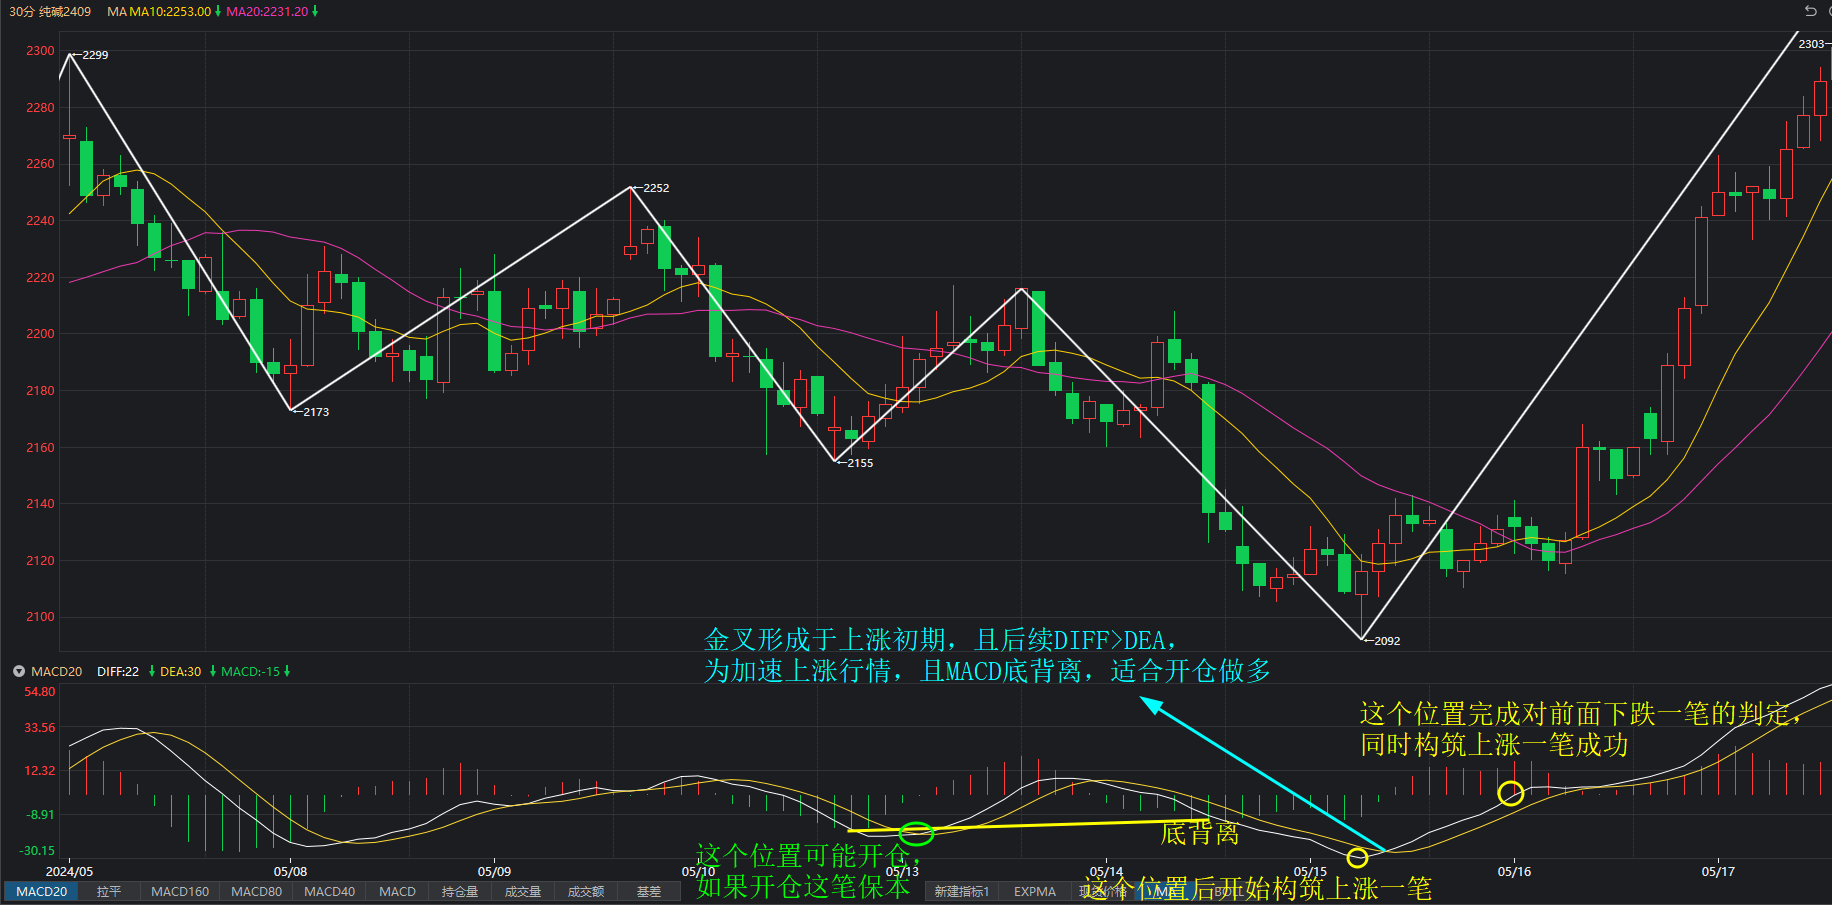 30分 纯碱2409 MA MA10:2253.00 MA20:2231.20
2300
2280
2260
2240
2220
2200
2180
2160
2140
2120
2100
2299
2173
2252
2155
2092
2303
金叉形成于上涨初期，且后续DIFF>DEA，
为加速上涨行情，且MACD底背离，适合开仓做多
MACD20 DIFF:22 DEA:30 MACD:-15
54.80
33.56
12.32
-8.91
-30.15
这个位置完成对前面下跌一笔的判定，
同时构筑上涨一笔成功
底背离
这个位置可能开仓，
如果开仓这笔保本
这个位置后开始构筑上涨一笔
2024/05 05/08 05/09 05/10 05/13 05/14 05/15 05/16 05/17
MACD20 拉平 MACD160 MACD80 MACD40 MACD 持仓量 成交量 成交额 基差 新建指标1 EXPMA MA